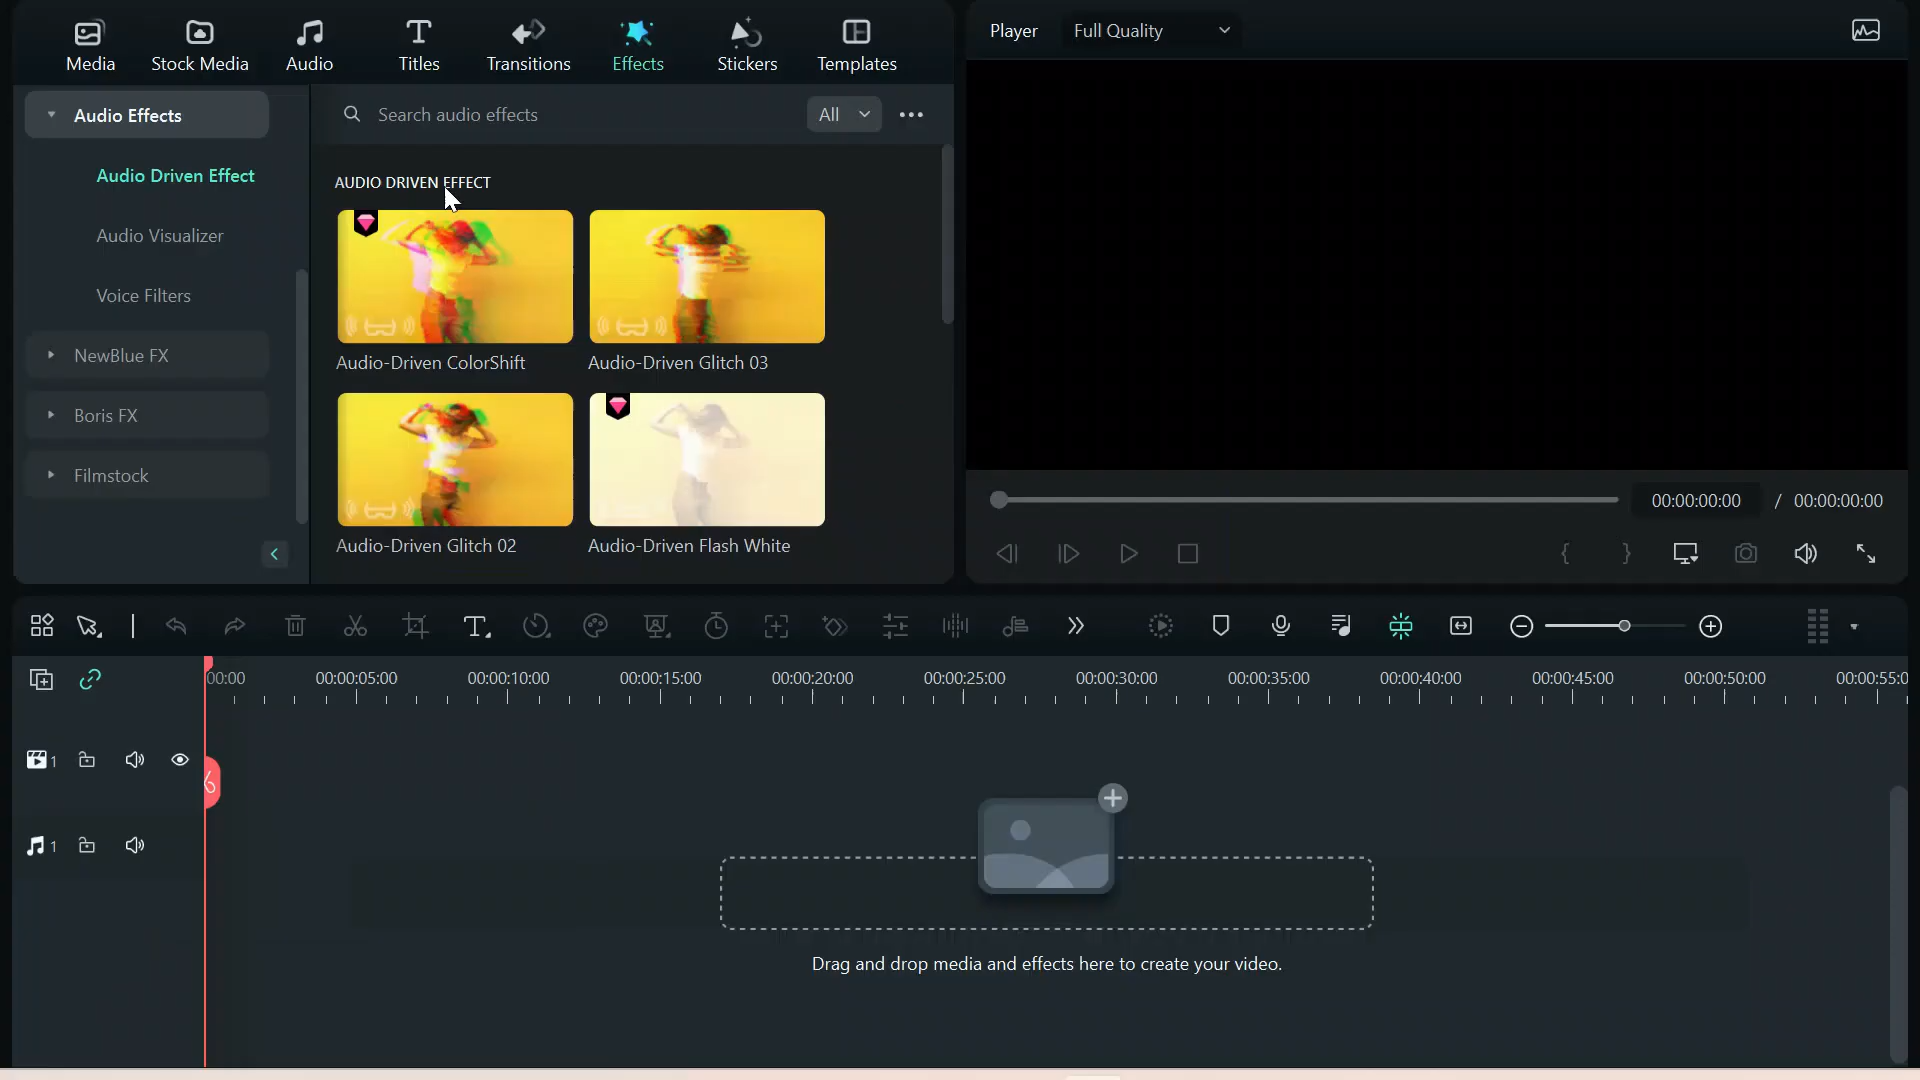 Media
Stock Media
Audio
Titles
Transitions
Effects
Stickers
Templates
Player
Full Quality
Audio Effects
Search audio effects
All
Audio Driven Effect
Audio Visualizer
Voice Filters
NewBlue FX
Boris FX
Filmstock
AUDIO DRIVEN EFFECT
Audio-Driven ColorShift
Audio-Driven Glitch 03
Audio-Driven Glitch 02
Audio-Driven Flash White
00:00:00:00 / 00:00:00:00
00:00 00:00:05:00 00:00:10:00 00:00:15:00 00:00:20:00 00:00:25:00 00:00:30:00 00:00:35:00 00:00:40:00 00:00:45:00 00:00:50:00 00:00:55:0
1
1
Drag and drop media and effects here to create your video.